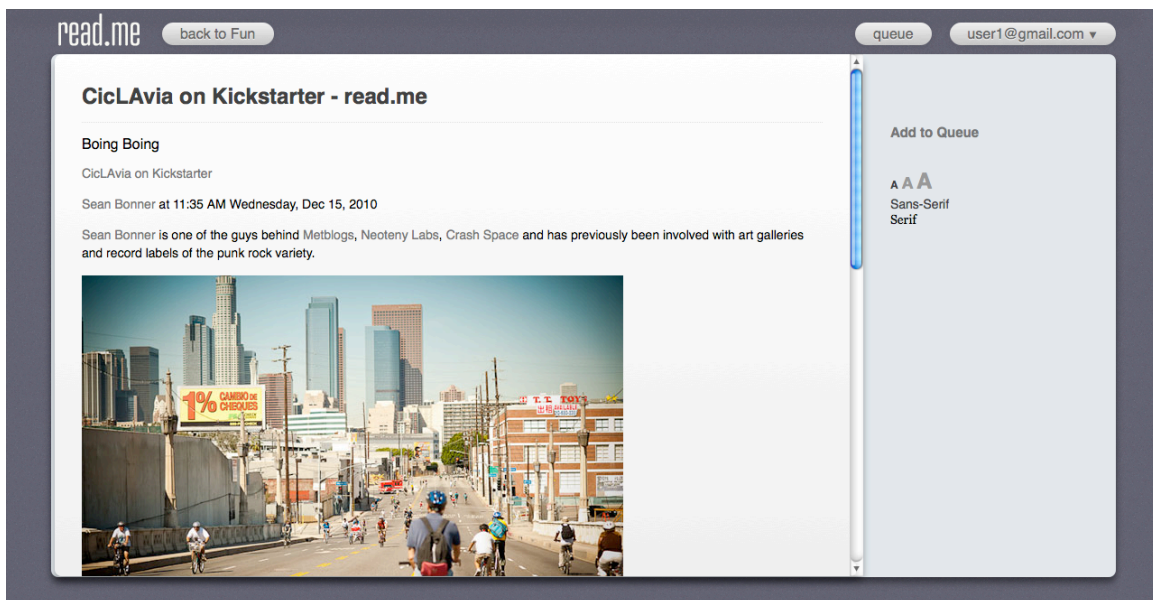 read.me
back to Fun
queue
user1@gmail.com ▾
CicLAvia on Kickstarter - read.me
Boing Boing
CicLAvia on Kickstarter
Sean Bonner at 11:35 AM Wednesday, Dec 15, 2010
Sean Bonner is one of the guys behind Metblogs, Neoteny Labs, Crash Space and has previously been involved with art galleries
and record labels of the punk rock variety.
1% CAMBIO DE
CHEQUES
T. T. TOYS
Add to Queue
A A A
Sans-Serif
Serif